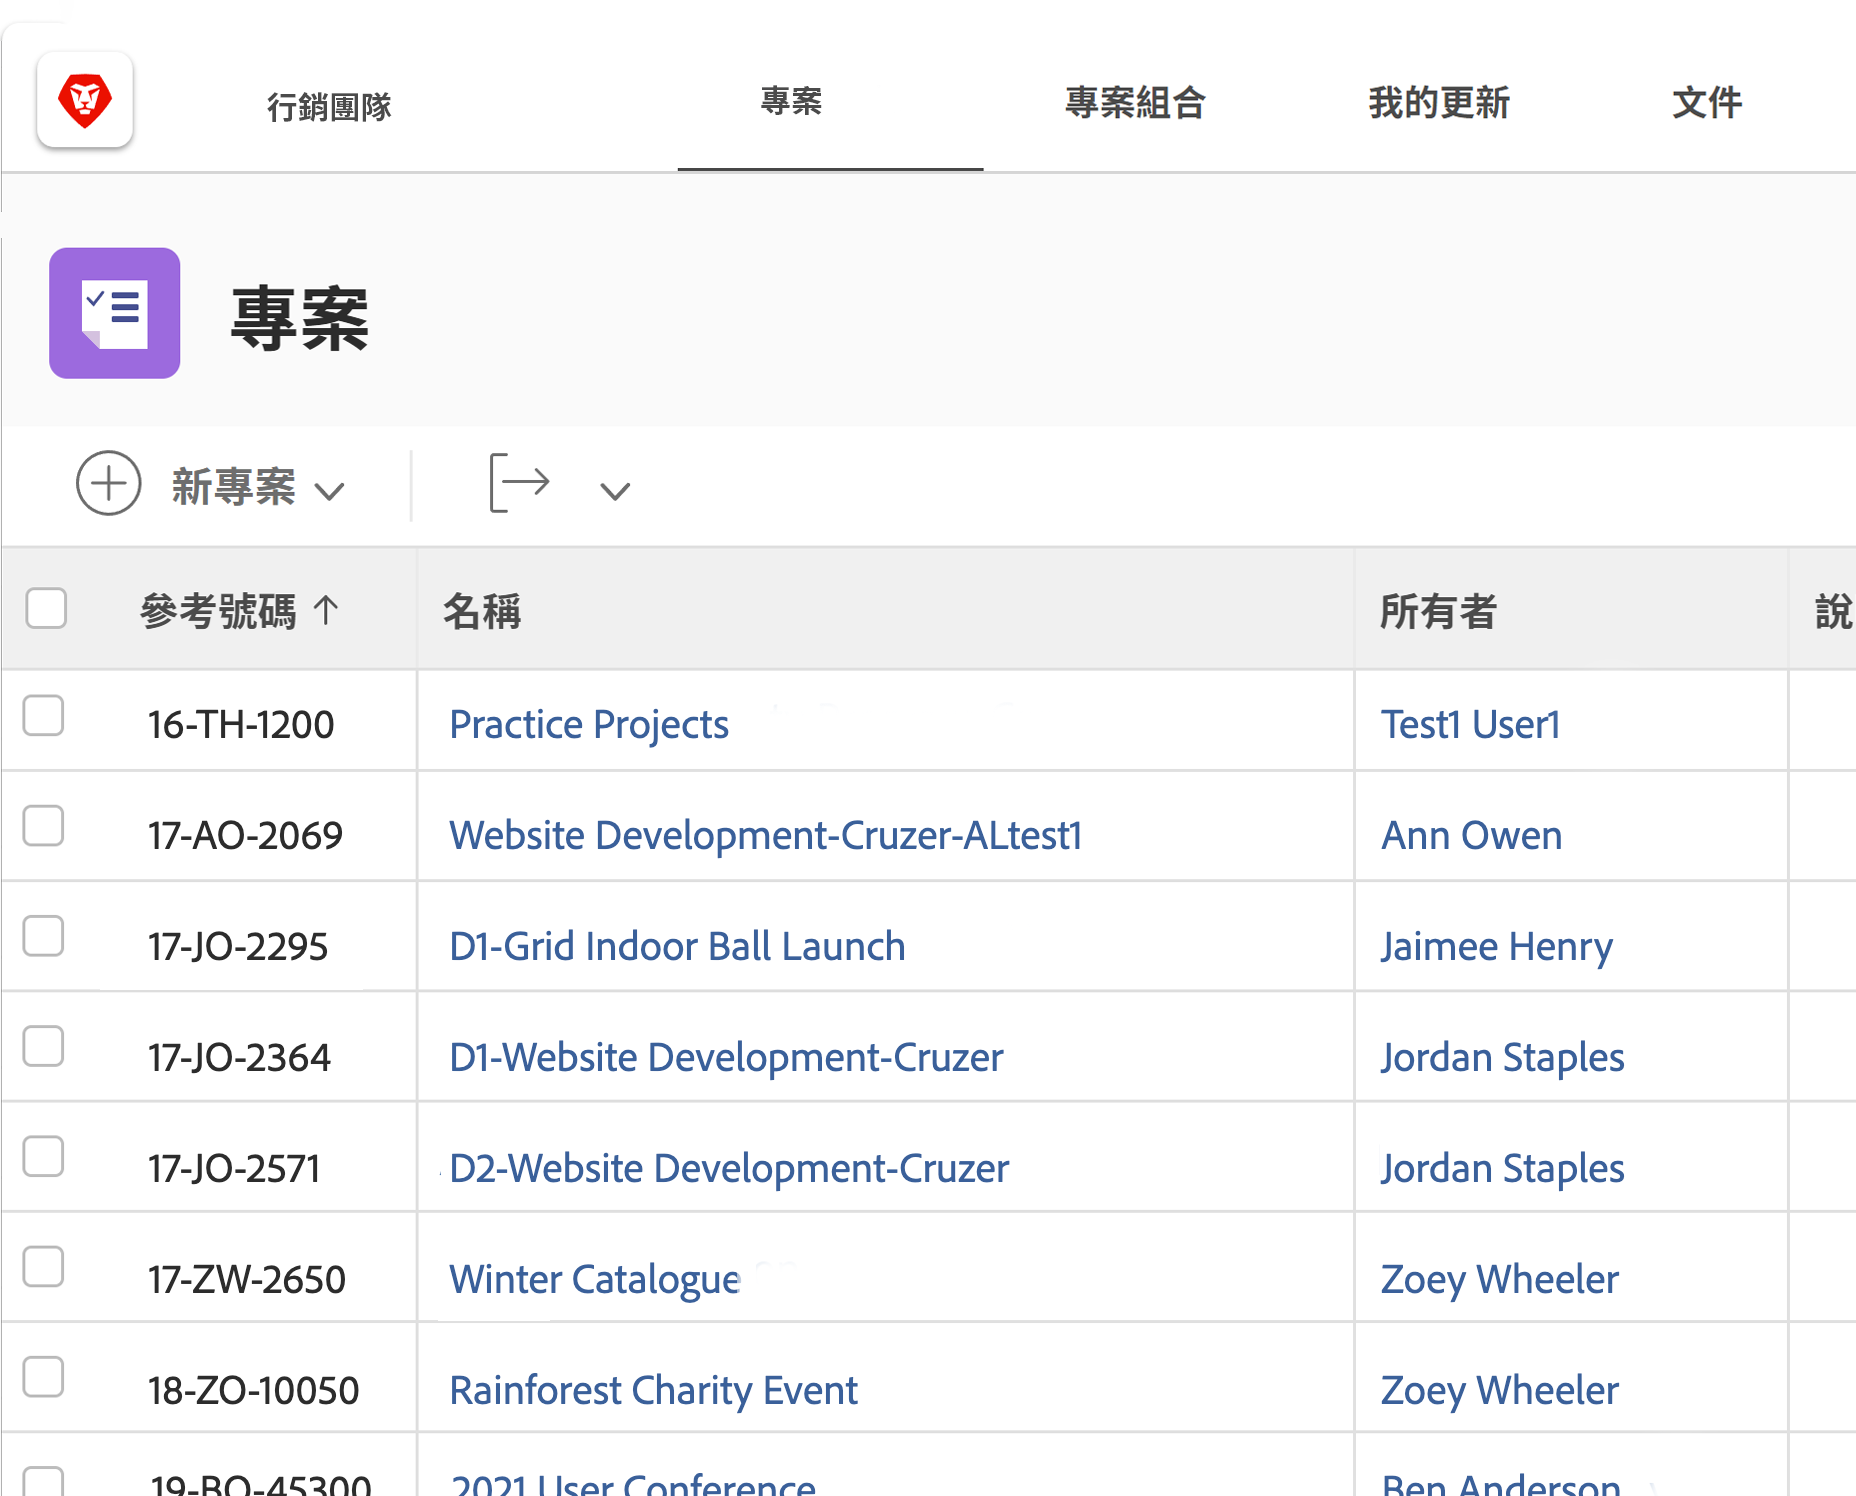 行銷團隊 專案 專案組合 我的更新 文件
專案
新專案
參考號碼 名稱 所有者 說
16-TH-1200 Practice Projects Test1 User1
17-AO-2069 Website Development-Cruzer-ALtest1 Ann Owen
17-JO-2295 D1-Grid Indoor Ball Launch Jaimee Henry
17-JO-2364 D1-Website Development-Cruzer Jordan Staples
17-JO-2571 D2-Website Development-Cruzer Jordan Staples
17-ZW-2650 Winter Catalogue Zoey Wheeler
18-ZO-10050 Rainforest Charity Event Zoey Wheeler
19-BO-45300 2021 User Conference Ben Anderson